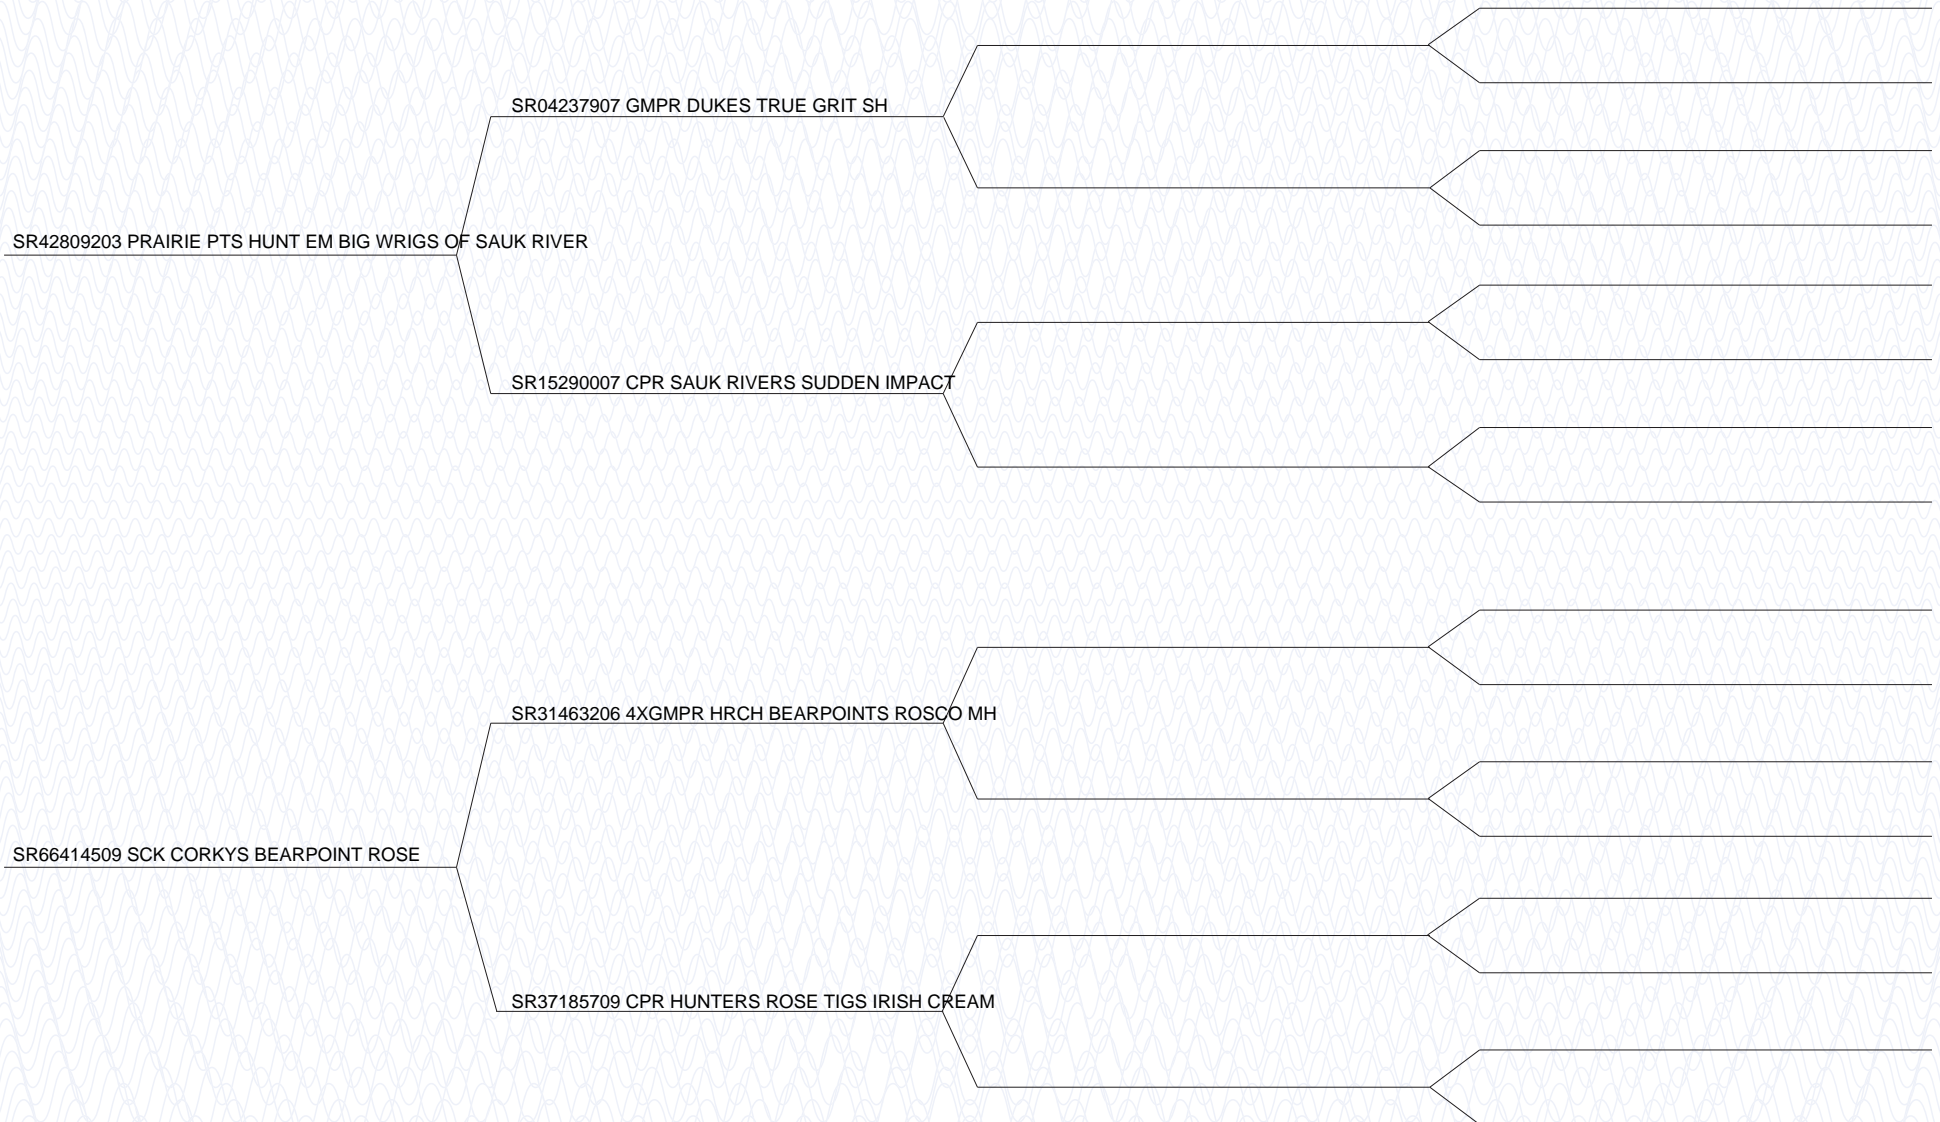 SR04237907 GMPR DUKES TRUE GRIT SH
SR42809203 PRAIRIE PTS HUNT EM BIG WRIGS OF SAUK RIVER
SR15290007 CPR SAUK RIVERS SUDDEN IMPACT
SR31463206 4XGMPR HRCH BEARPOINTS ROSCO MH
SR66414509 SCK CORKYS BEARPOINT ROSE
SR37185709 CPR HUNTERS ROSE TIGS IRISH CREAM